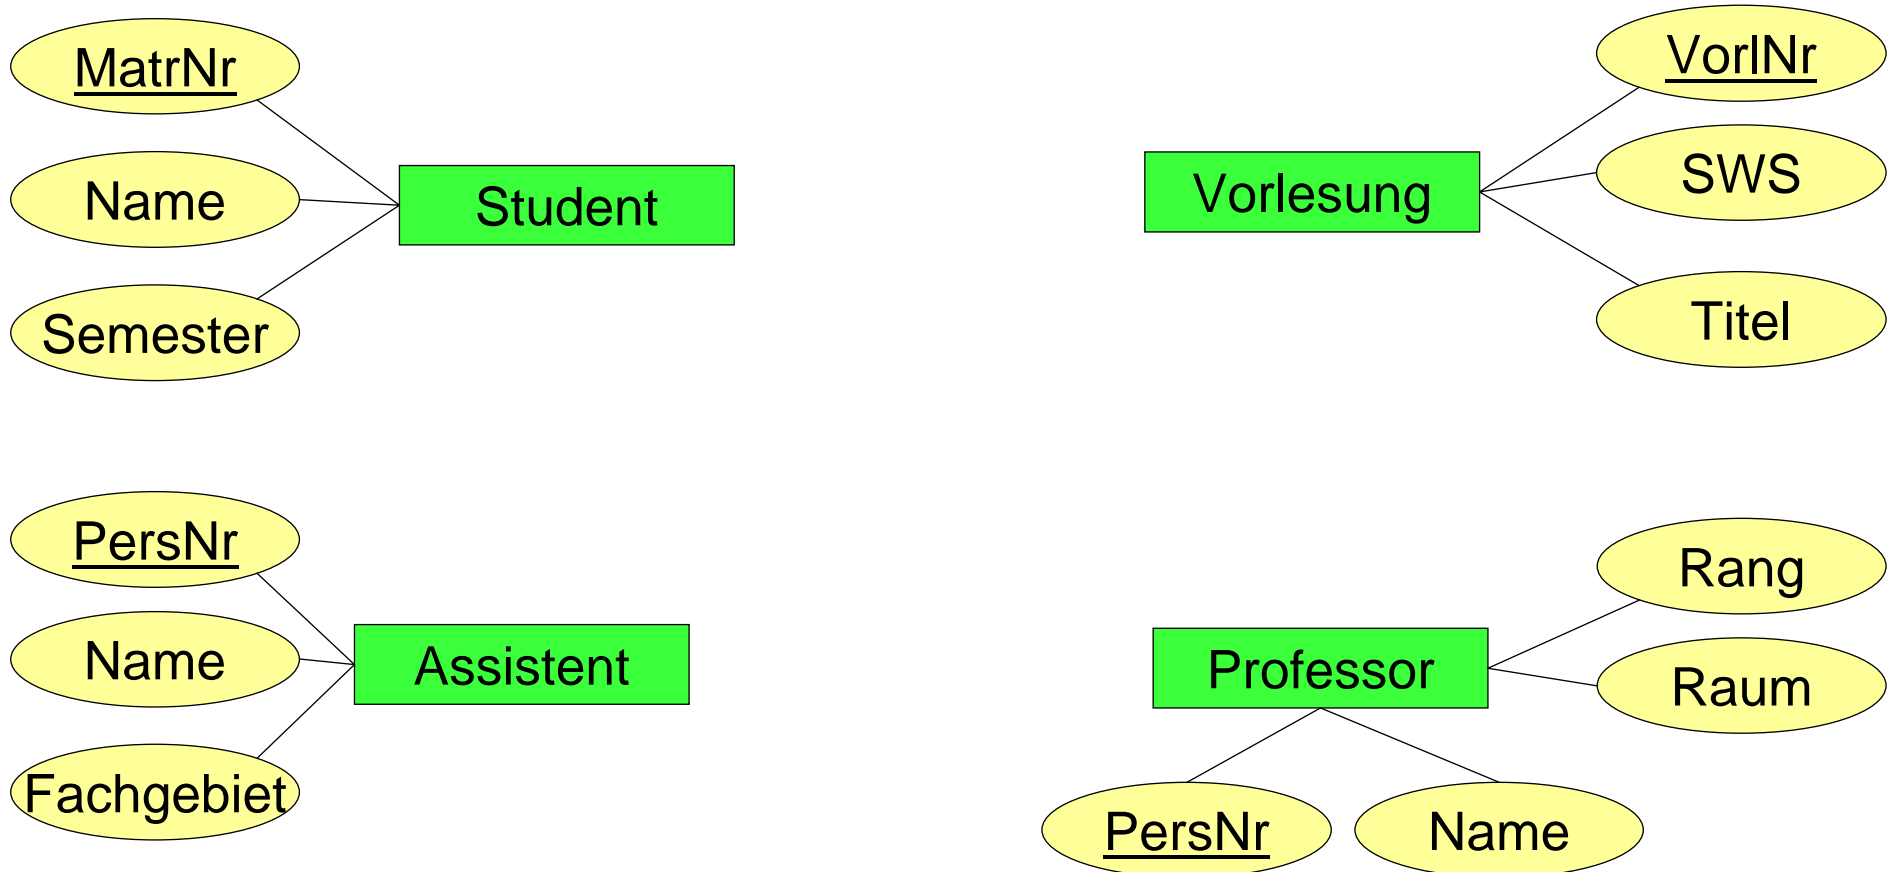 MatrNr
Name
Semester
Student
Vorlesung
VorlNr
SWS
Titel
PersNr
Name
Fachgebiet
Assistent
Professor
Rang
Raum
PersNr
Name